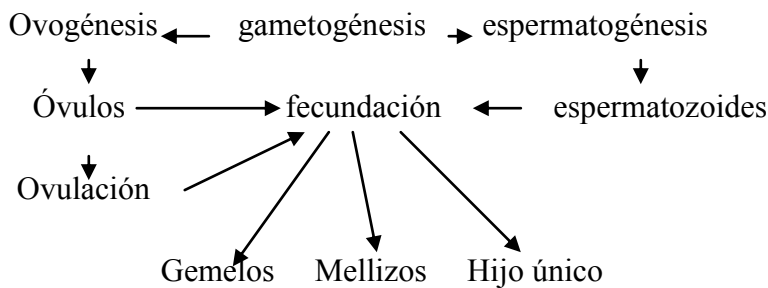 Ovogénesis gametogénesis espermatogénesis
Óvulos fecundación espermatozoides
Ovulación
Gemelos Mellizos Hijo único